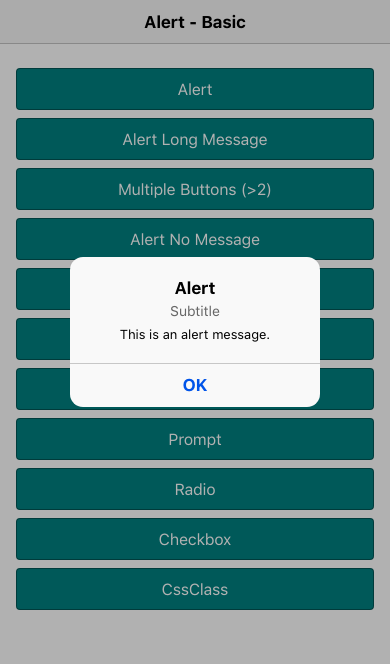 Alert - Basic
Alert
Alert Long Message
Multiple Buttons (>2)
Alert No Message
Alert
Subtitle
This is an alert message.
OK
Prompt
Radio
Checkbox
CssClass